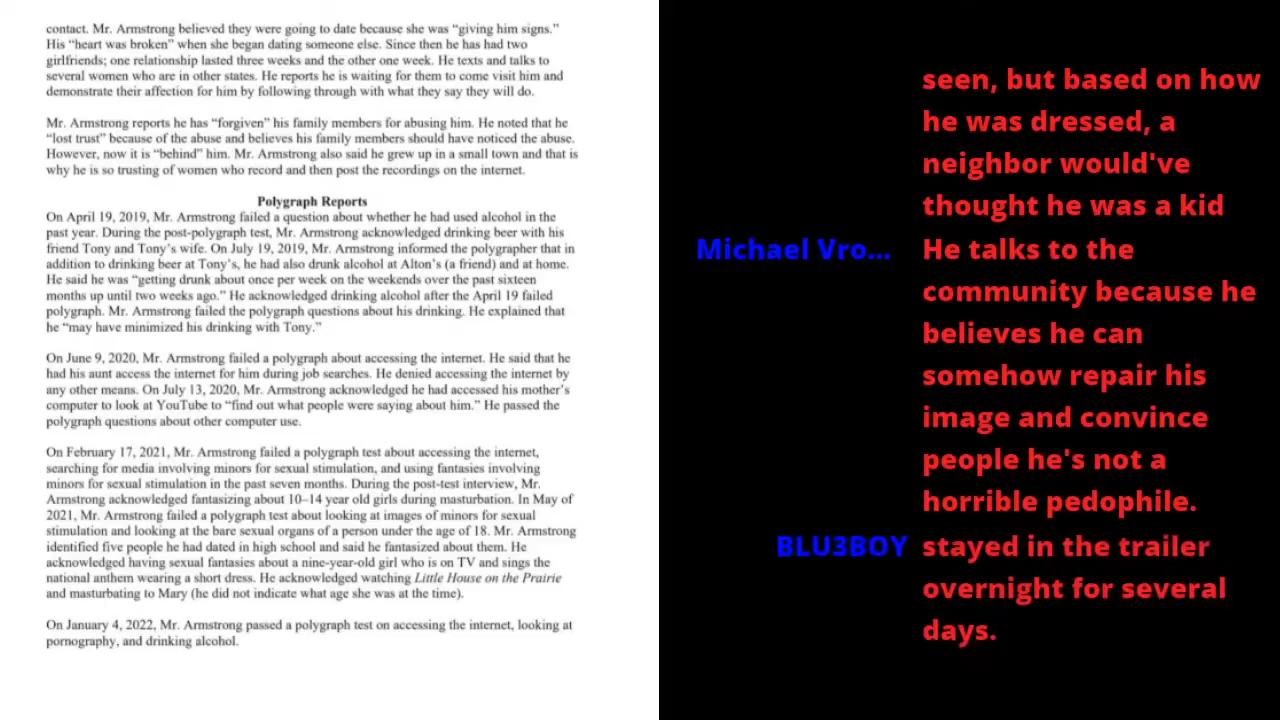 contact. Mr. Armstrong believed they were going to date because she was “giving him signs.”
His “heart was broken” when she began dating someone else. Since then he has had two
girlfriends; one relationship lasted three weeks and the other one week. He texts and talks to
several women who are in other states. He reports he is waiting for them to come visit him and
demonstrate their affection for him by following through with what they say they will do.
Mr. Armstrong reports he has “forgiven” his family members for abusing him. He noted that he
“lost trust” because of the abuse and believes his family members should have noticed the abuse.
However, now it is “behind” him. Mr. Armstrong also said he grew up in a small town and that is
why he is so trusting of women who record and then post the recordings on the internet.
Polygraph Reports
On April 19, 2019, Mr. Armstrong failed a question about whether he had used alcohol in the
past year. During the post-polygraph test, Mr. Armstrong acknowledged drinking beer with his
friend Tony and Tony’s wife. On July 19, 2019, Mr. Armstrong informed the polygrapher that in
addition to drinking beer at Tony’s, he had also drunk alcohol at Alton’s (a friend) and at home.
He said he was “getting drunk about once per week on the weekends over the past sixteen
months up until two weeks ago.” He acknowledged drinking alcohol after the April 19 failed
polygraph. Mr. Armstrong failed the polygraph questions about his drinking. He explained that
he “may have minimized his drinking with Tony.”
On June 9, 2020, Mr. Armstrong failed a polygraph about accessing the internet. He said that he
had his aunt access the internet for him during job searches. He denied accessing the internet by
any other means. On July 13, 2020, Mr. Armstrong acknowledged he had accessed his mother’s
computer to look at YouTube to “find out what people were saying about him.” He passed the
polygraph questions about other computer use.
On February 17, 2021, Mr. Armstrong failed a polygraph test about accessing the internet,
searching for media involving minors for sexual stimulation, and using fantasies involving
minors for sexual stimulation in the past seven months. During the post-test interview, Mr.
Armstrong acknowledged fantasizing about 10–14 year old girls during masturbation. In May of
2021, Mr. Armstrong failed a polygraph test about looking at images of minors for sexual
stimulation and looking at the bare sexual organs of a person under the age of 18. Mr. Armstrong
identified five people he had dated in high school and said he fantasized about them. He
acknowledged having sexual fantasies about a nine-year-old girl who is on TV and sings the
national anthem wearing a short dress. He acknowledged watching Little House on the Prairie
and masturbating to Mary (he did not indicate what age she was at the time).
On January 4, 2022, Mr. Armstrong passed a polygraph test on accessing the internet, looking at
pornography, and drinking alcohol.
seen, but based on how
he was dressed, a
neighbor would've
thought he was a kid
Michael Vro... He talks to the
community because he
believes he can
somehow repair his
image and convince
people he's not a
horrible pedophile.
BLU3BOY stayed in the trailer
overnight for several
days.